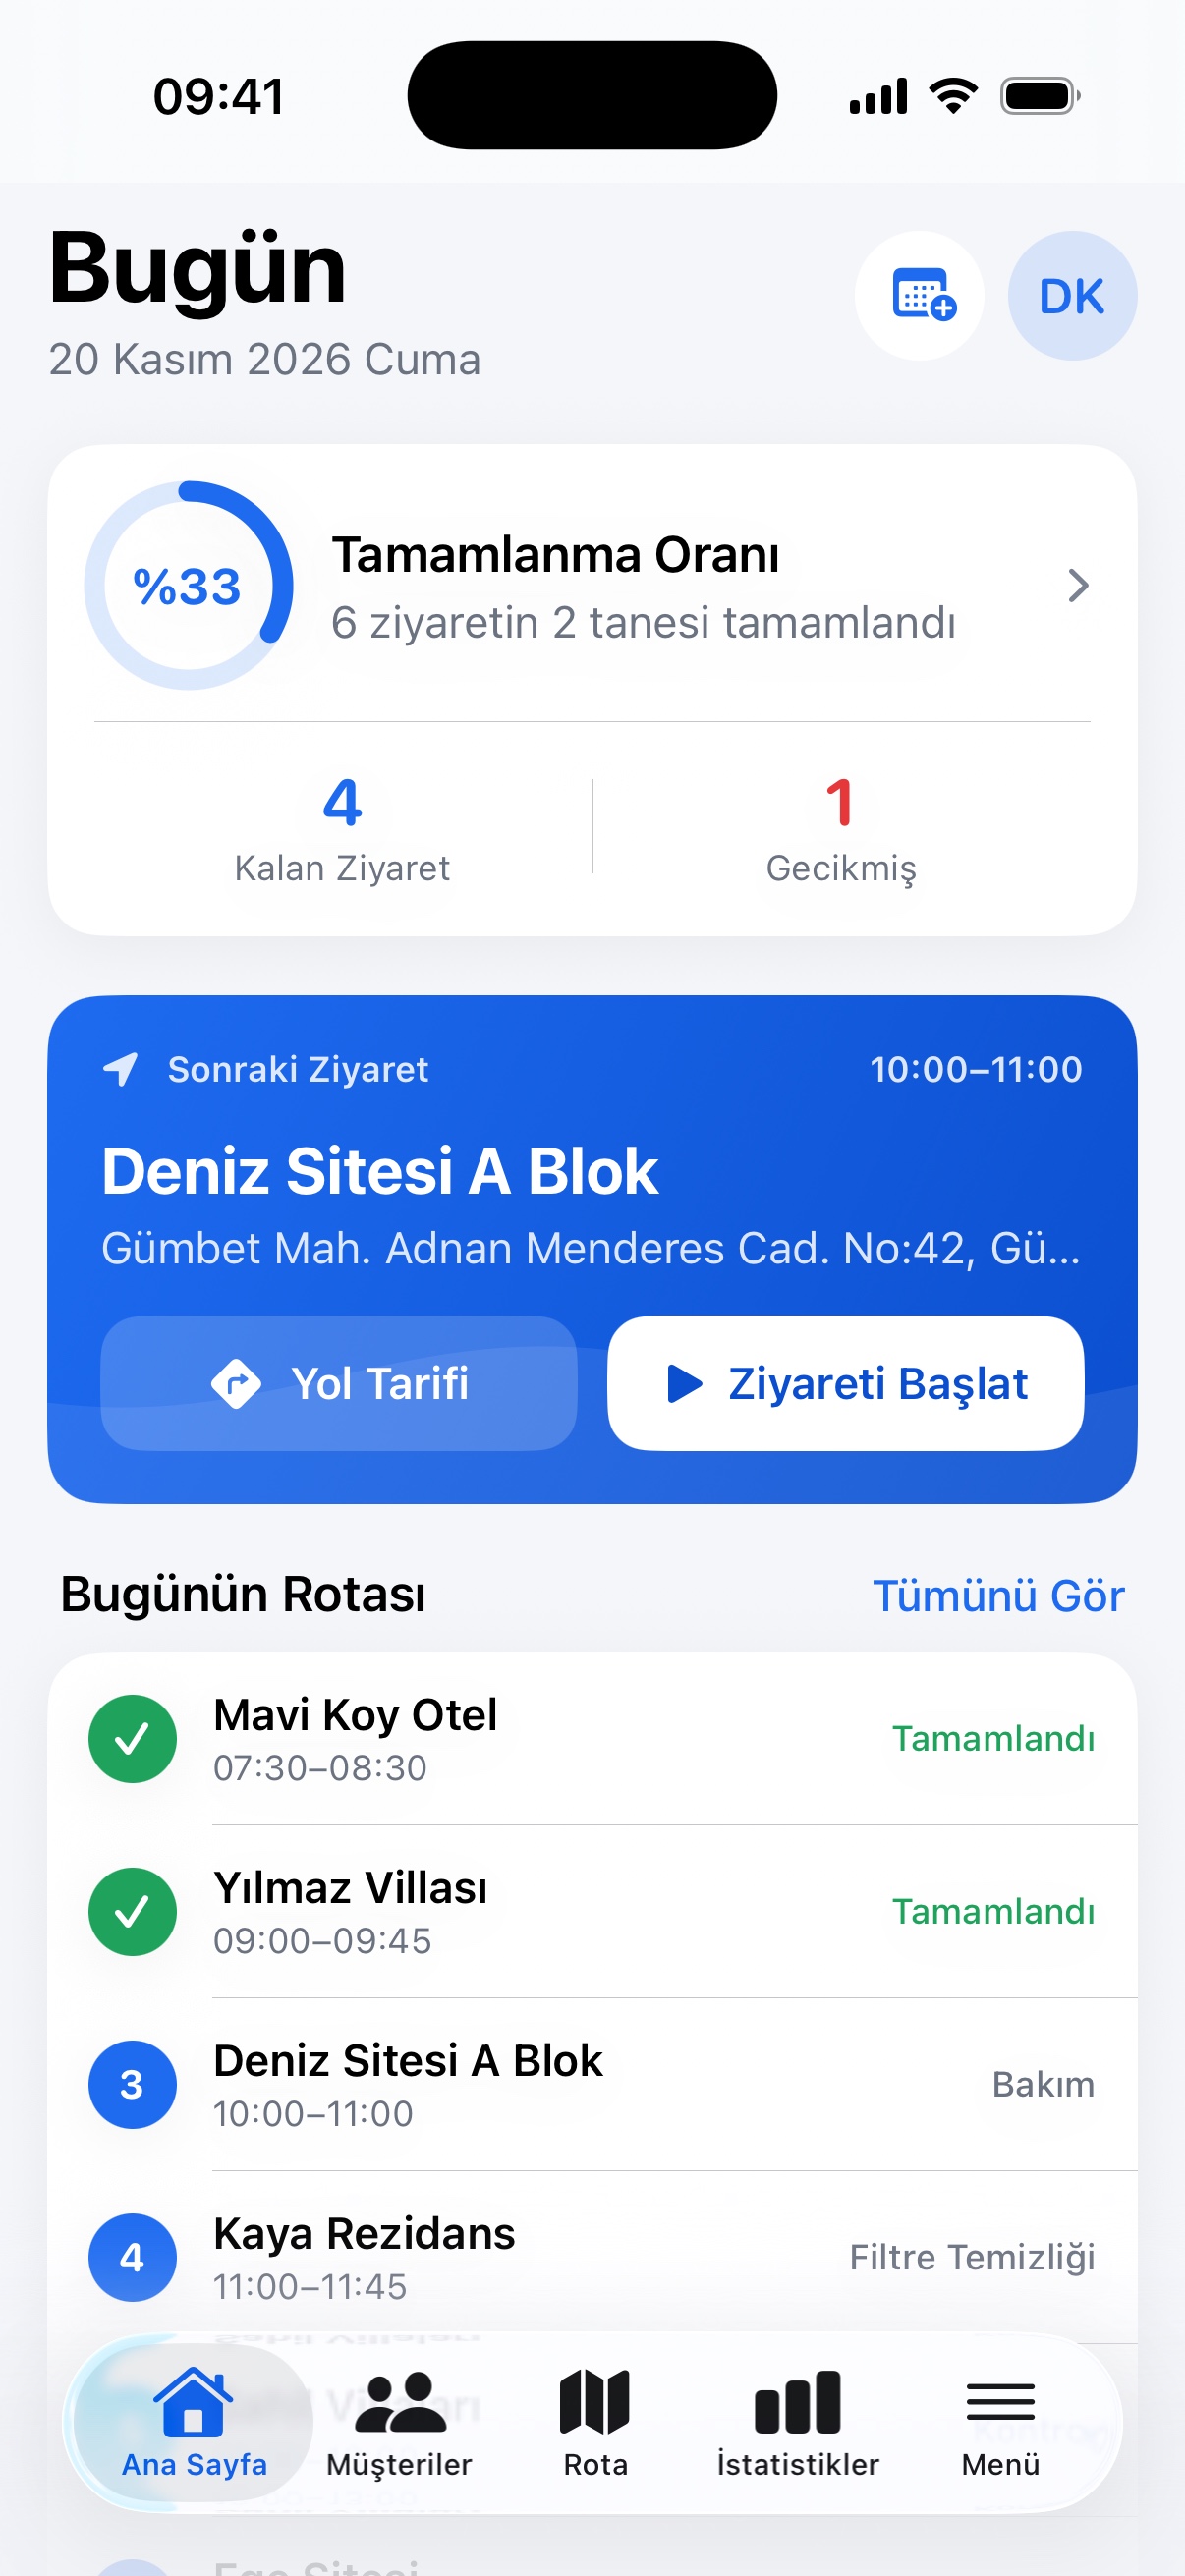 09:41
Bugün
20 Kasım 2026 Cuma
DK
%33
Tamamlanma Oranı
6 ziyaretin 2 tanesi tamamlandı
4
Kalan Ziyaret
1
Gecikmiş
Sonraki Ziyaret
10:00–11:00
Deniz Sitesi A Blok
Gümbet Mah. Adnan Menderes Cad. No:42, Gü...
Yol Tarifi
Ziyareti Başlat
Bugünün Rotası
Tümünü Gör
Mavi Koy Otel
07:30–08:30
Tamamlandı
Yılmaz Villası
09:00–09:45
Tamamlandı
3
Deniz Sitesi A Blok
10:00–11:00
Bakım
4
Kaya Rezidans
11:00–11:45
Filtre Temizliği
Ana Sayfa
Müşteriler
Rota
İstatistikler
Menü